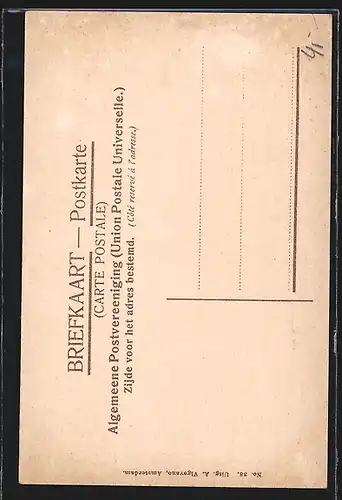 BRIEFKAART — Postkarte
(CARTE POSTALE)
Algemeene Postvereeniging (Union Postale Universelle.)
Zijde voor het adres bestemd. (Côté reservé à l'adresse.)
No. 38. Uitg. A. Vigevano, Amsterdam.